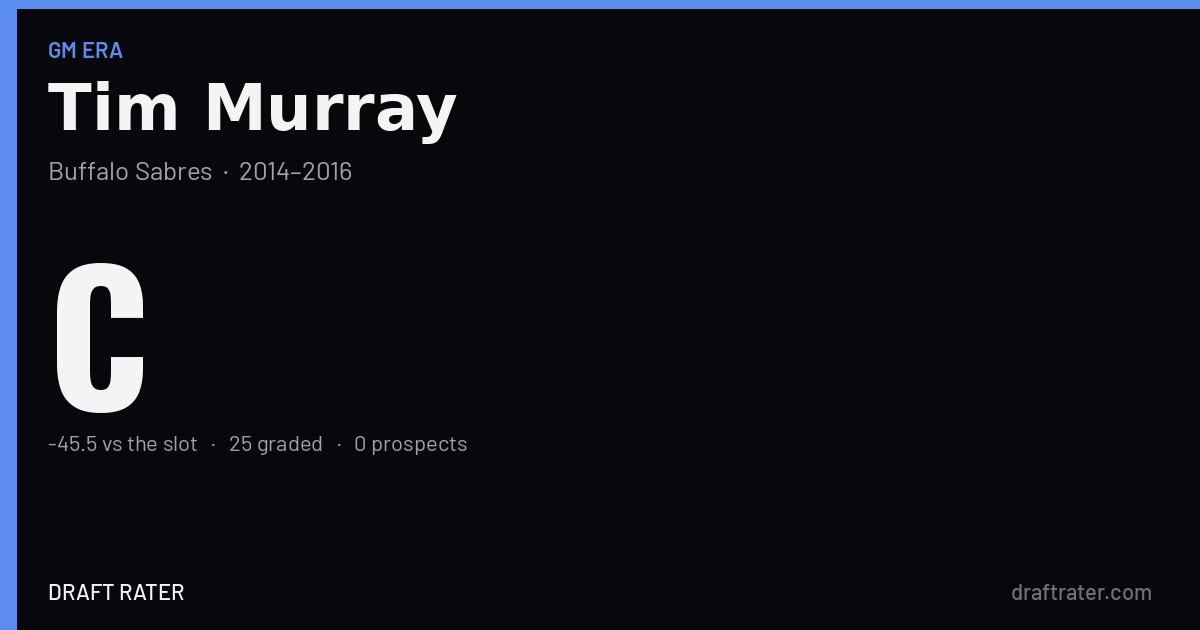 GM ERA
Tim Murray
Buffalo Sabres · 2014–2016
C
-45.5 vs the slot · 25 graded · 0 prospects
DRAFT RATER
draftrater.com